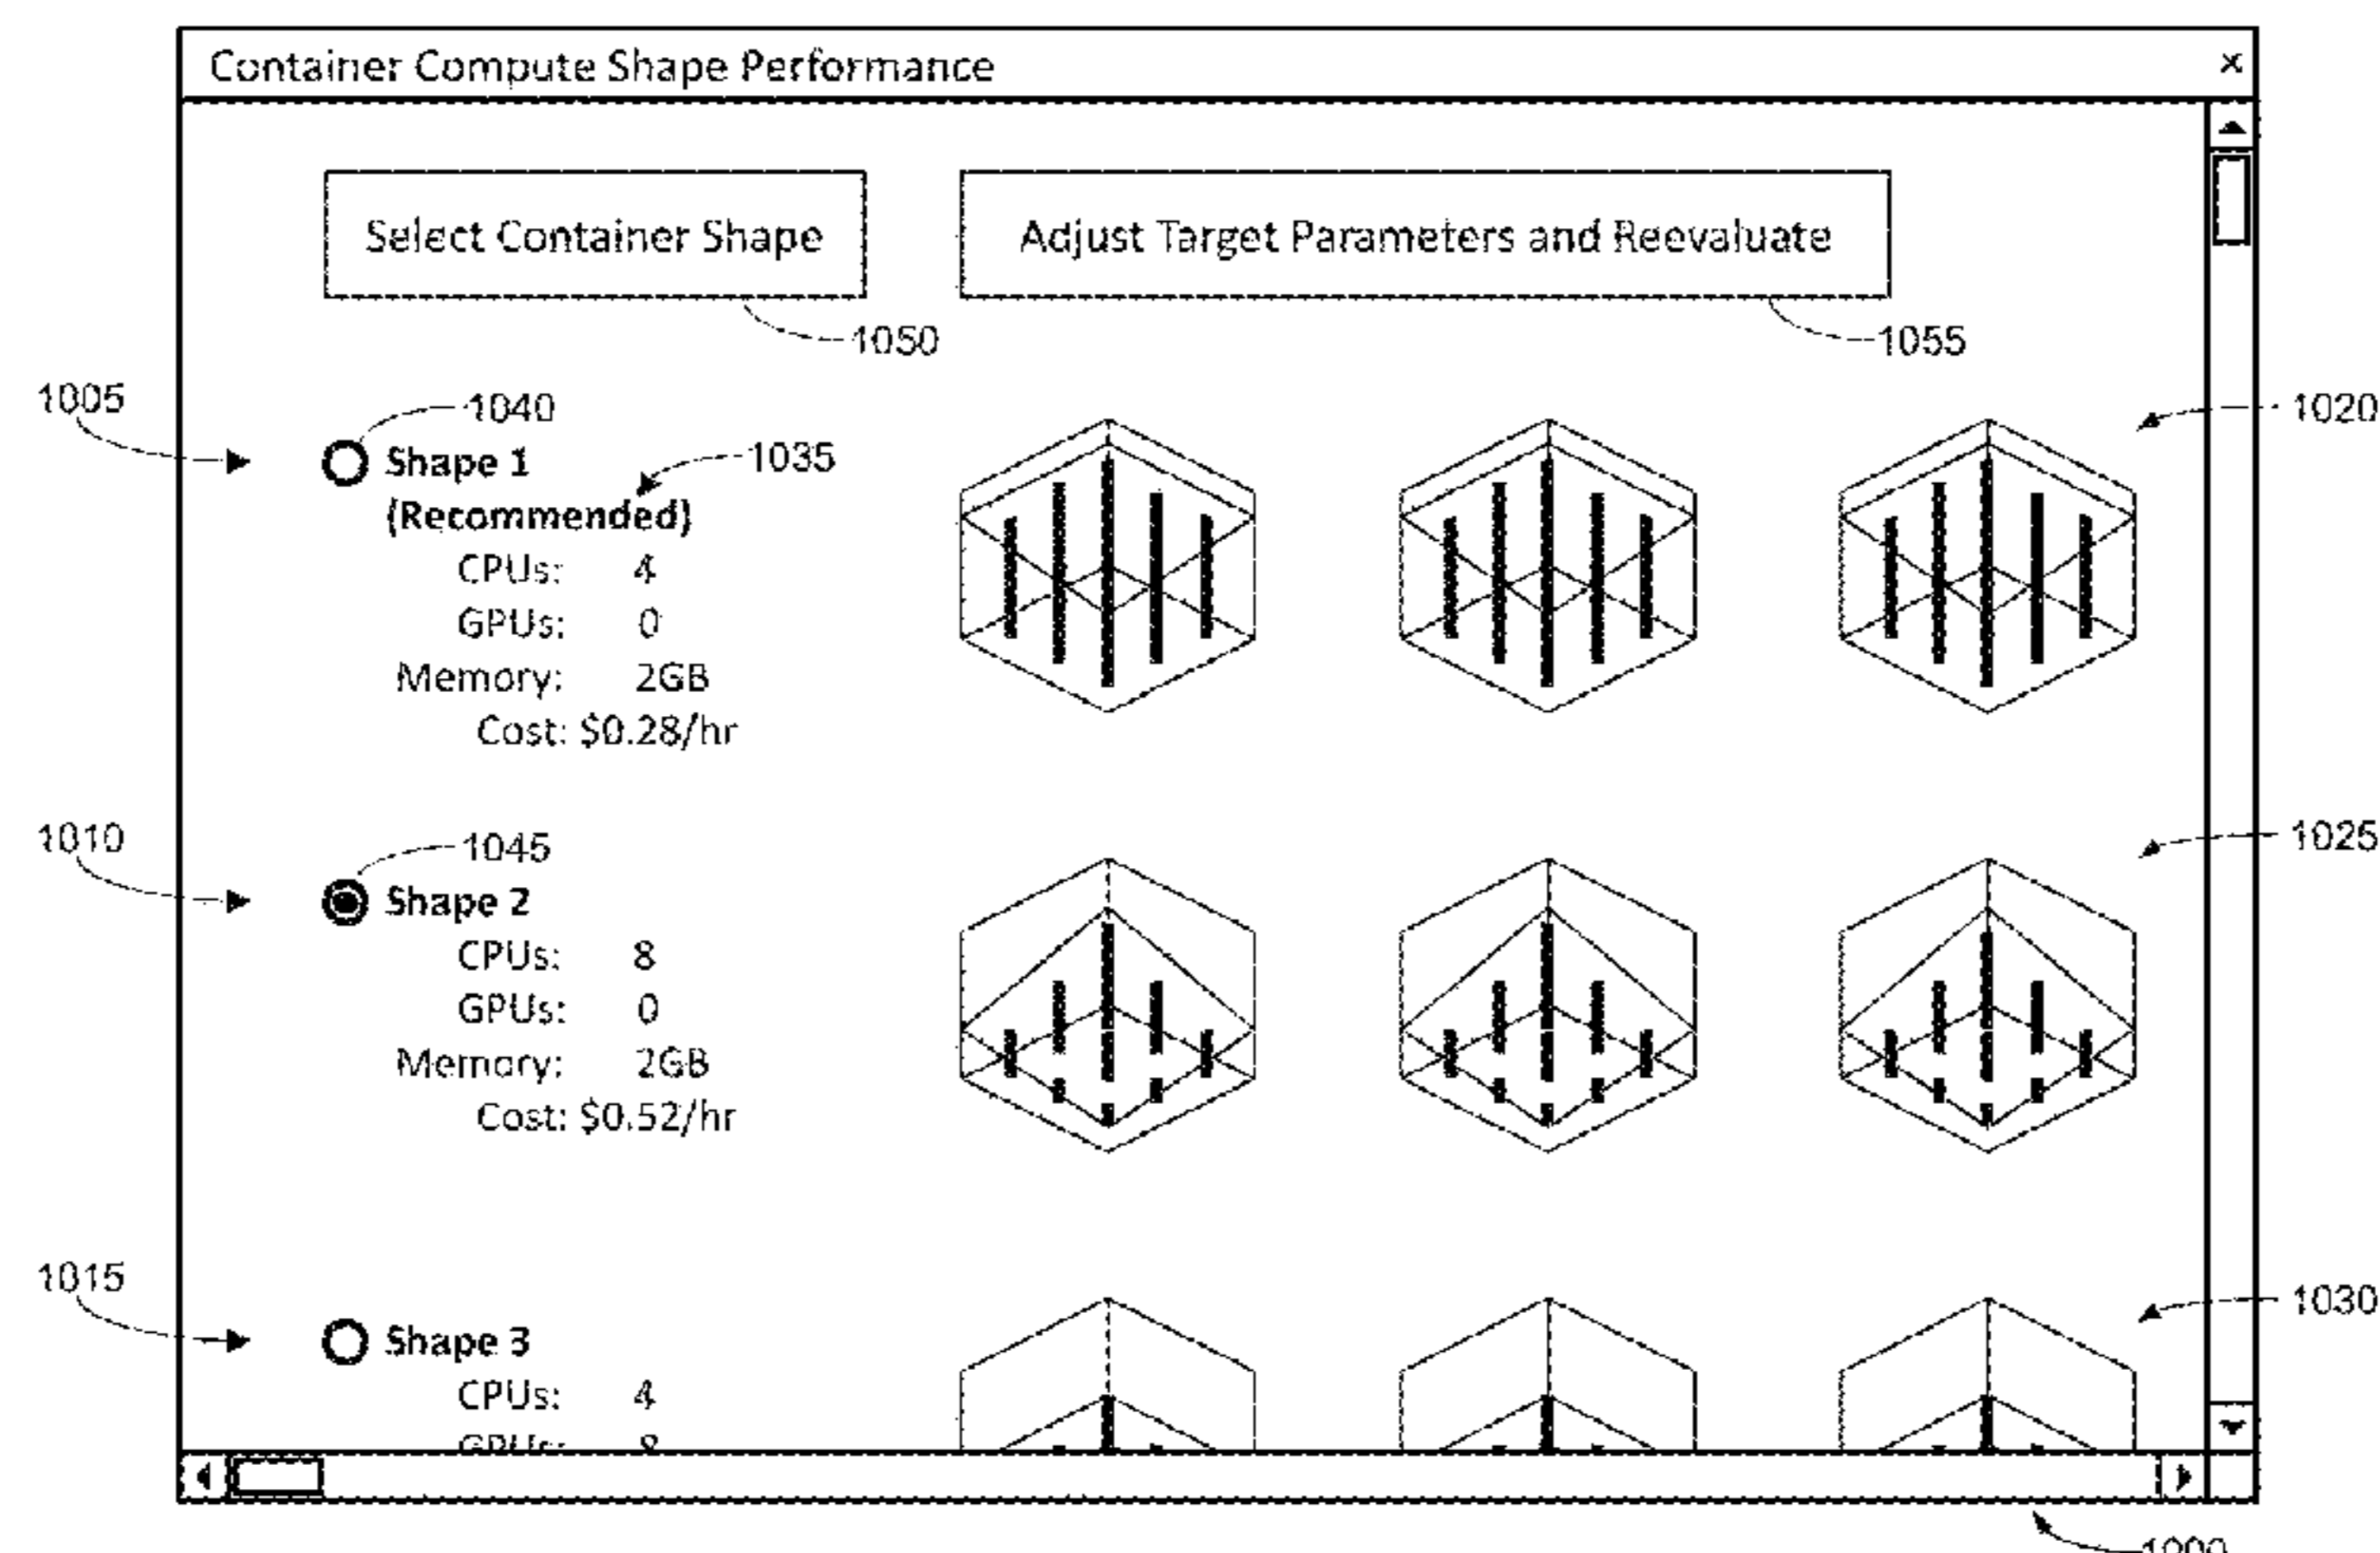 Container Compute Shape Performance ×
Select Container Shape
Adjust Target Parameters and Reevaluate
1050
1055
1005
1040
1020
Shape 1
1035
(Recommended)
CPUs: 4
GPUs: 0
Memory: 2GB
Cost: $0.28/hr
1010
1045
1025
Shape 2
CPUs: 8
GPUs: 0
Memory: 2GB
Cost: $0.52/hr
1015
1030
Shape 3
CPUs: 4